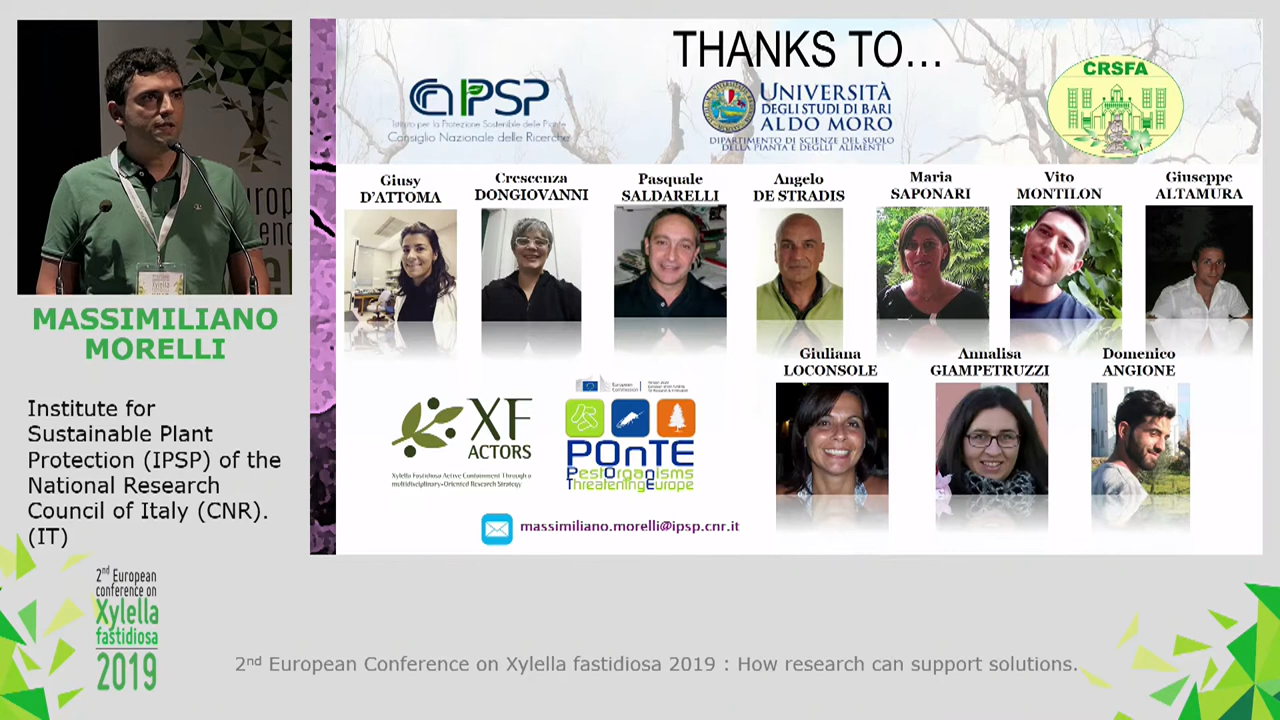 THANKS TO...
CNR IPSP
Istituto per la Protezione Sostenibile delle Piante
Consiglio Nazionale delle Ricerche
UNIVERSITÀ
DEGLI STUDI DI BARI
ALDO MORO
DIPARTIMENTO DI SCIENZE DEL SUOLO
DELLA PIANTA E DEGLI ALIMENTI
CRSFA
Giusy
D'ATTOMA
Crescenza
DONGIOVANNI
Pasquale
SALDARELLI
Angelo
DE STRADIS
Maria
SAPONARI
Vito
MONTILON
Giuseppe
ALTAMURA
Giuliana
LOCONSOLE
Annalisa
GIAMPETRUZZI
Domenico
ANGIONE
XF
ACTORS
Xylella Fastidiosa Active Containment Through a
multidisciplinary-Oriented Research Strategy
European
Commission
POnTE
PestOrganisms
ThreateningEurope
massimiliano.morelli@ipsp.cnr.it
MASSIMILIANO
MORELLI
Institute for
Sustainable Plant
Protection (IPSP) of the
National Research
Council of Italy (CNR).
(IT)
2nd European
conference on
Xylella
fastidiosa
2019
2nd European Conference on Xylella fastidiosa 2019 : How research can support solutions.